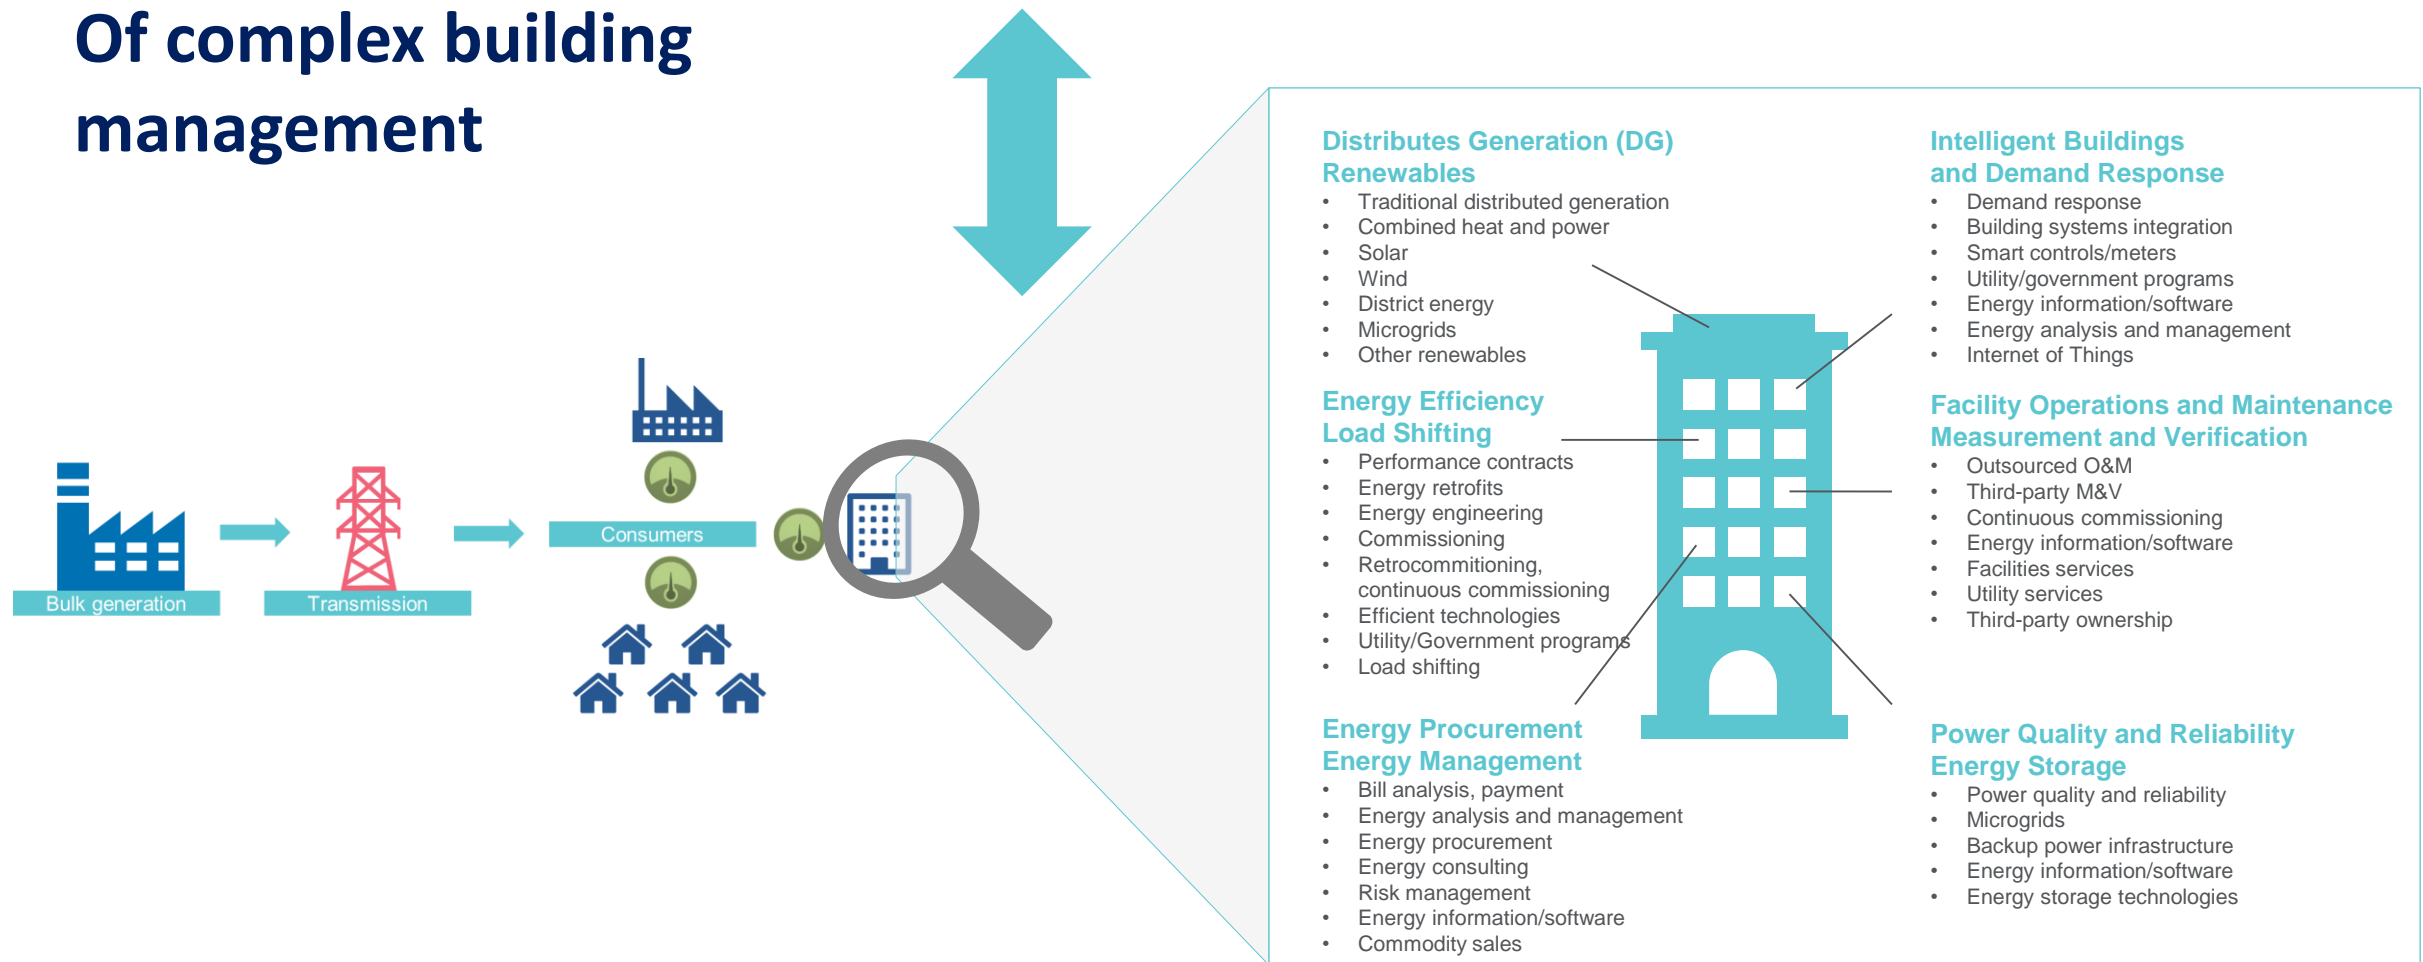 Of complex building
management
Bulk generation
Transmission
Consumers
Distributes Generation (DG)
Renewables
• Traditional distributed generation
• Combined heat and power
• Solar
• Wind
• District energy
• Microgrids
• Other renewables
Energy Efficiency
Load Shifting
• Performance contracts
• Energy retrofits
• Energy engineering
• Commissioning
• Retrocommitioning,
continuous commissioning
• Efficient technologies
• Utility/Government programs
• Load shifting
Energy Procurement
Energy Management
• Bill analysis, payment
• Energy analysis and management
• Energy procurement
• Energy consulting
• Risk management
• Energy information/software
• Commodity sales
Intelligent Buildings
and Demand Response
• Demand response
• Building systems integration
• Smart controls/meters
• Utility/government programs
• Energy information/software
• Energy analysis and management
• Internet of Things
Facility Operations and Maintenance
Measurement and Verification
• Outsourced O&M
• Third-party M&V
• Continuous commissioning
• Energy information/software
• Facilities services
• Utility services
• Third-party ownership
Power Quality and Reliability
Energy Storage
• Power quality and reliability
• Microgrids
• Backup power infrastructure
• Energy information/software
• Energy storage technologies